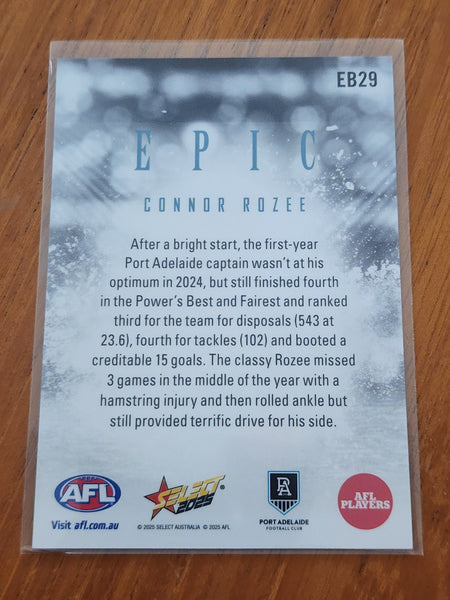 EB29
EPIC
CONNOR ROZEE
After a bright start, the first-year
Port Adelaide captain wasn't at his
optimum in 2024, but still finished fourth
in the Power's Best and Fairest and ranked
third for the team for disposals (543 at
23.6), fourth for tackles (102) and booted a
creditable 15 goals. The classy Rozee missed
3 games in the middle of the year with a
hamstring injury and then rolled ankle but
still provided terrific drive for his side.
AFL
Visit afl.com.au
SELECT
2025
®
© 2025 SELECT AUSTRALIA © 2025 AFL
PA
PORT ADELAIDE
FOOTBALL CLUB
AFL
PLAYERS